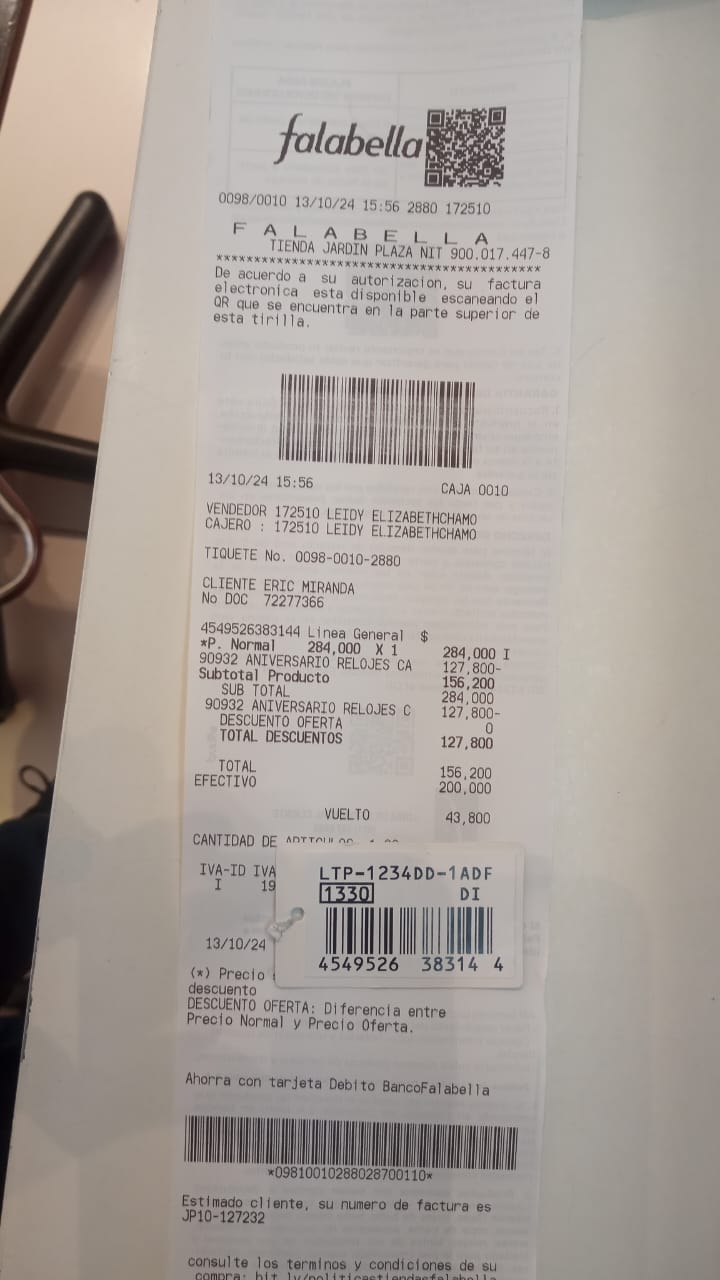 falabella
0098/0010 13/10/24 15:56 2880 172510
F A L A B E L L A
TIENDA JARDIN PLAZA NIT 900.017.447-8
*****************************************
De acuerdo a su autorizacion, su factura
electronica esta disponible escaneando el
QR que se encuentra en la parte superior de
esta tirilla.
13/10/24 15:56 CAJA 0010
VENDEDOR 172510 LEIDY ELIZABETHCHAMO
CAJERO : 172510 LEIDY ELIZABETHCHAMO
TIQUETE No. 0098-0010-2880
CLIENTE ERIC MIRANDA
No DOC 72277366
4549526383144 Linea General $
*P. Normal 284,000 X 1 284,000 I
90932 ANIVERSARIO RELOJES CA 127,800-
Subtotal Producto 156,200
SUB TOTAL 284,000
90932 ANIVERSARIO RELOJES C 127,800-
DESCUENTO OFERTA 0
TOTAL DESCUENTOS 127,800
TOTAL 156,200
EFECTIVO 200,000
VUELTO 43,800
CANTIDAD DE
IVA-ID IVA
I 19
LTP-1234DD-1ADF
1330 DI
4549526 38314 4
13/10/24
(*) Precio
descuento
DESCUENTO OFERTA: Diferencia entre
Precio Normal y Precio Oferta.
Ahorra con tarjeta Debito BancoFalabella
*09810010288028700110*
Estimado cliente, su numero de factura es
JP10-127232
consulte los terminos y condiciones de su
compra: bit.ly/politicastiendasfalabella